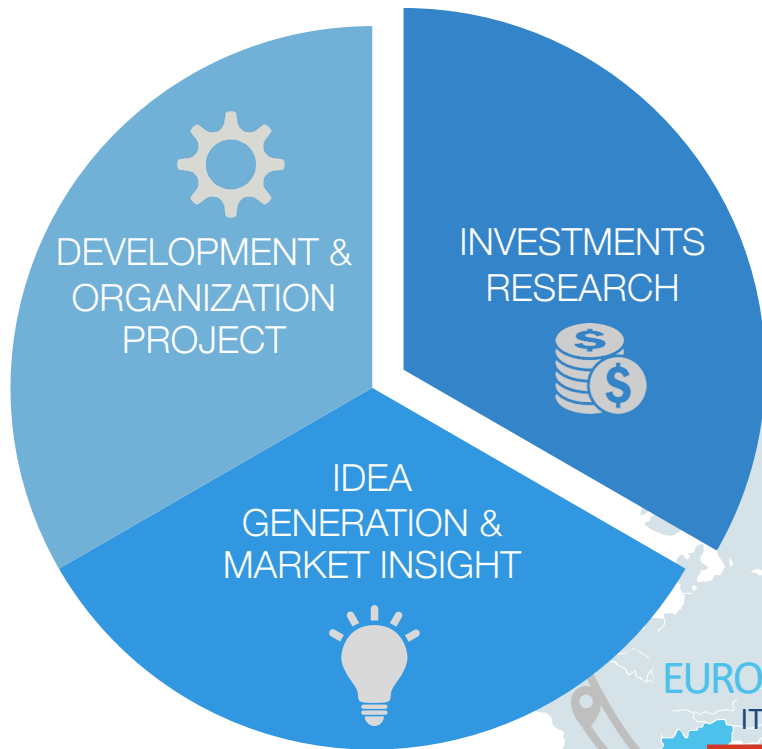 DEVELOPMENT &
ORGANIZATION
PROJECT
INVESTMENTS
RESEARCH
IDEA
GENERATION &
MARKET INSIGHT
EURO
IT